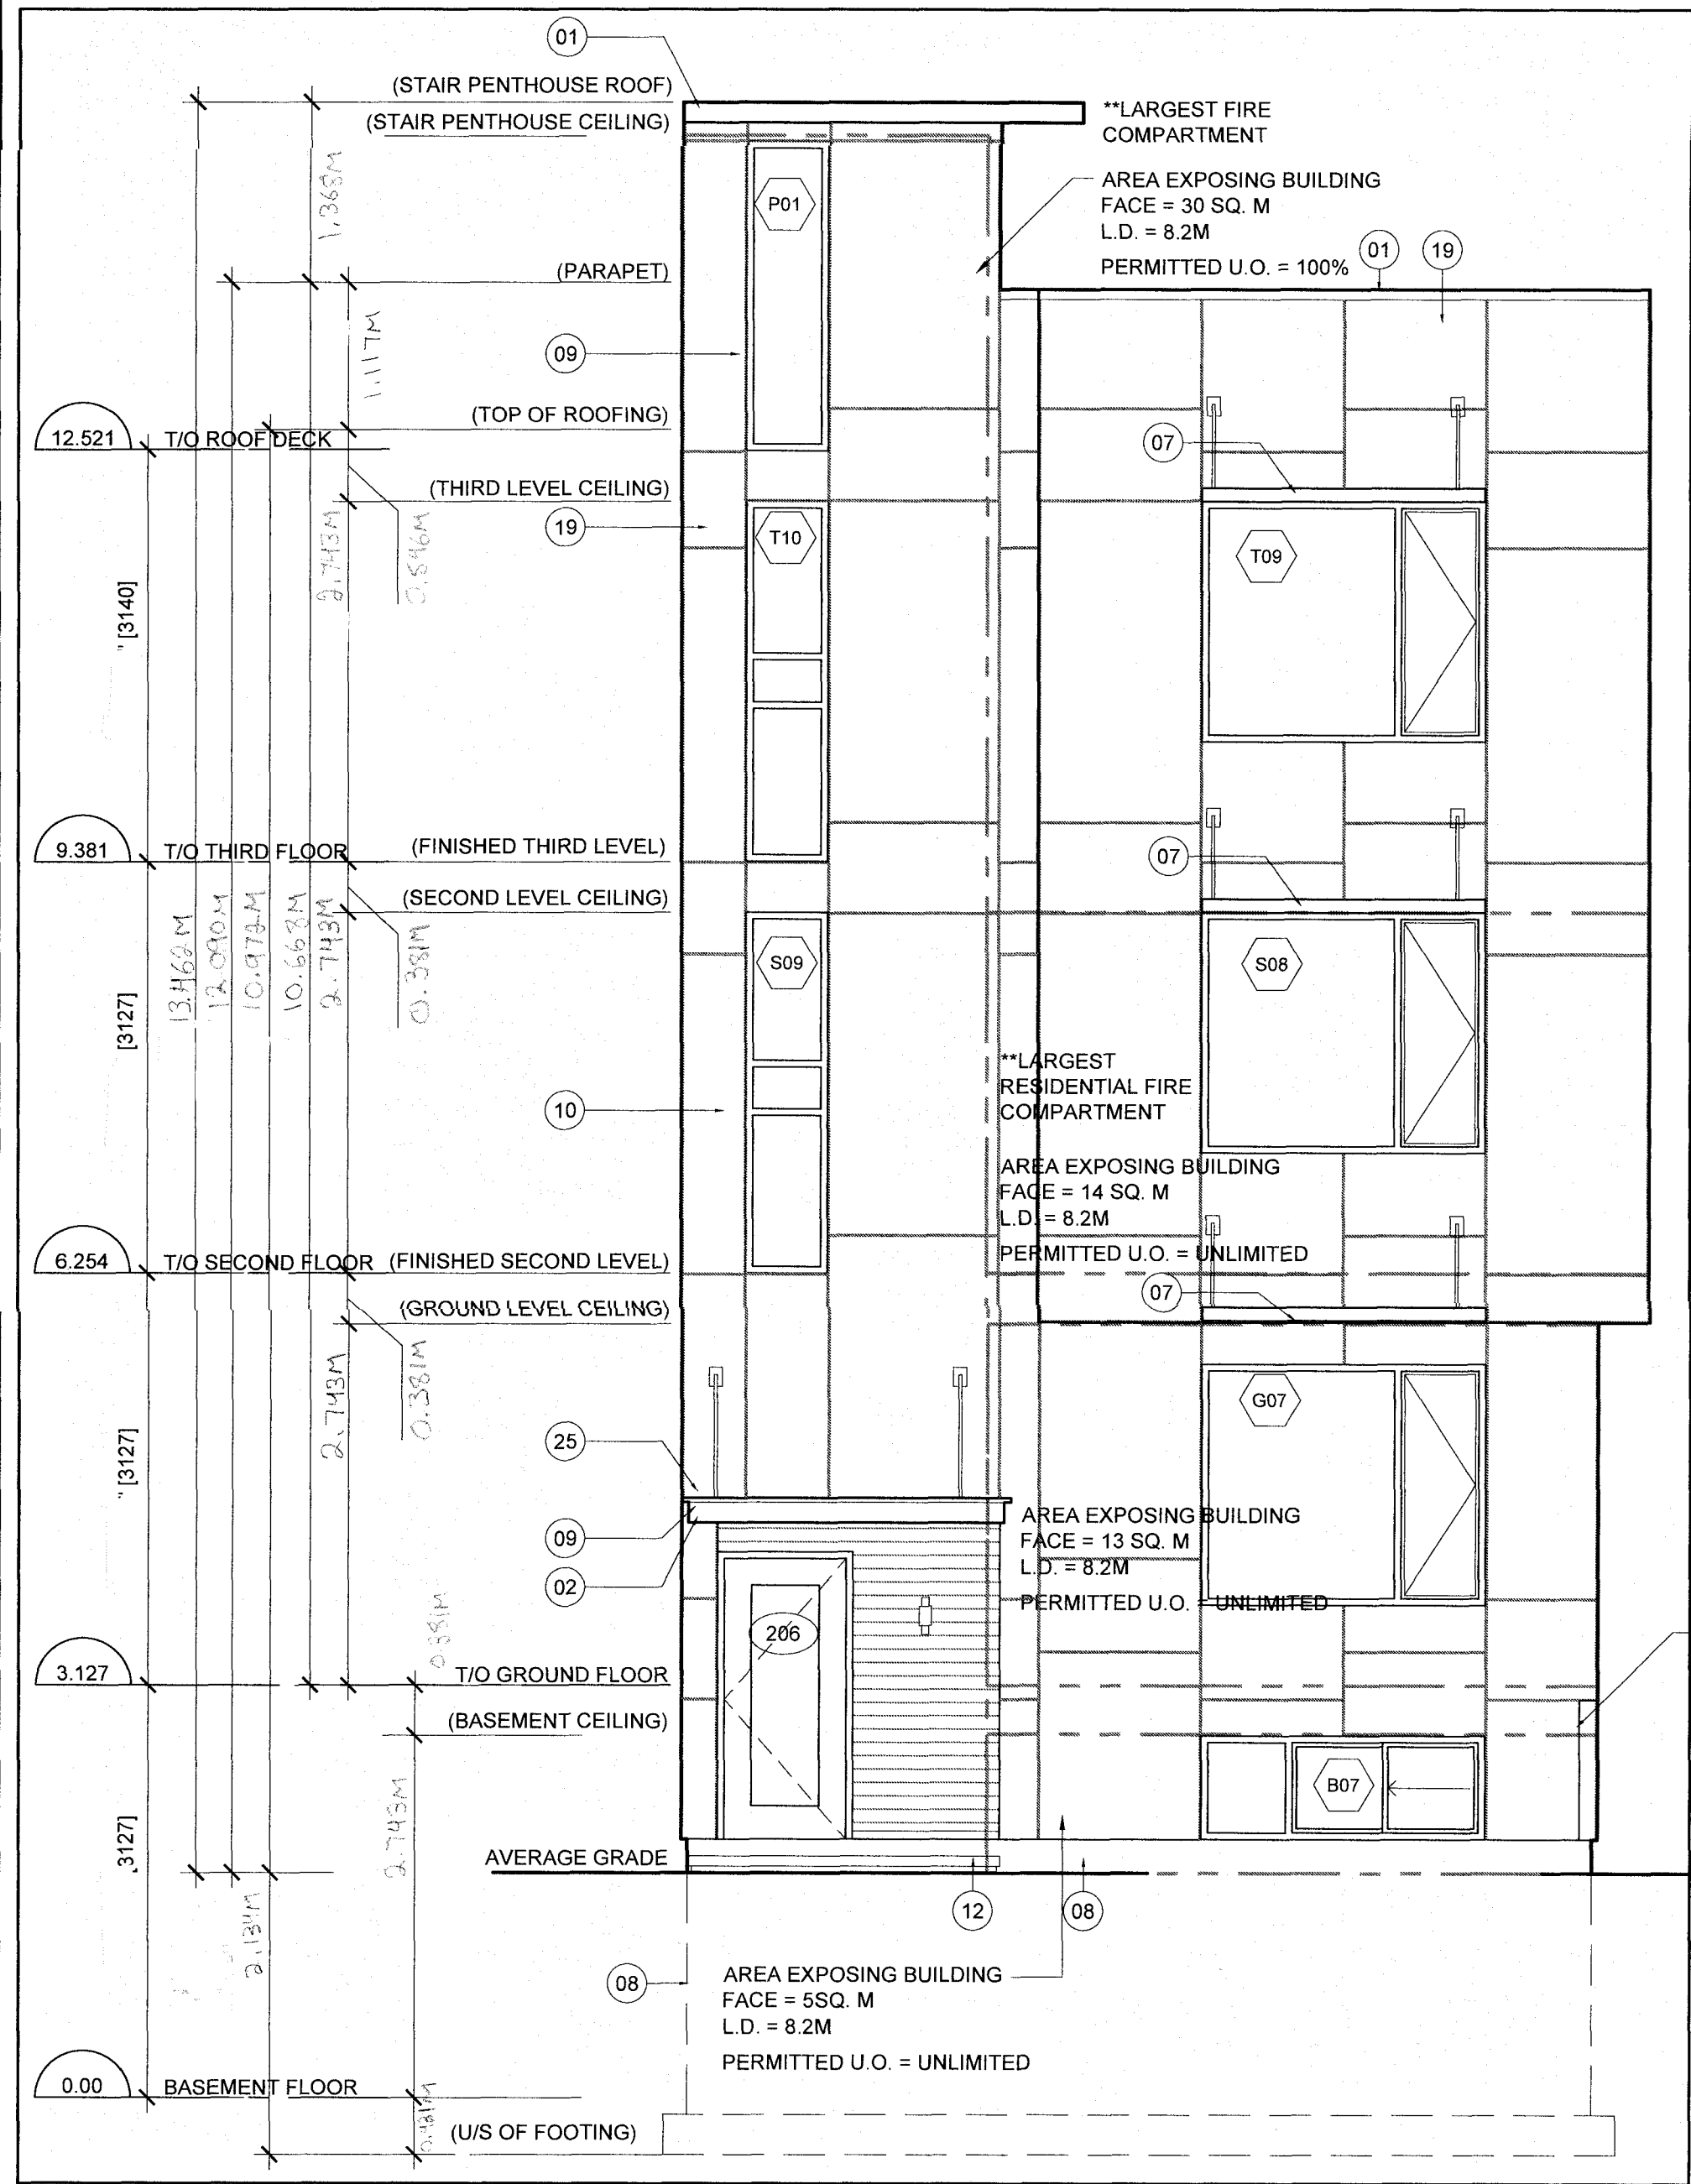 01
(STAIR PENTHOUSE ROOF)
(STAIR PENTHOUSE CEILING)
**LARGEST FIRE
COMPARTMENT
AREA EXPOSING BUILDING
FACE = 30 SQ. M
L.D. = 8.2M
PERMITTED U.O. = 100%
01
19
P01
1.368M
(PARAPET)
1.117M
09
(TOP OF ROOFING)
12.521
T/O ROOF DECK
07
(THIRD LEVEL CEILING)
19
T10
T09
2.743M
" [3140]
9.381
T/O THIRD FLOOR
(FINISHED THIRD LEVEL)
07
(SECOND LEVEL CEILING)
13.462M
12.090M
10.972M
10.668M
2.743M
0.381M
S09
S08
[3127]
**LARGEST
RESIDENTIAL FIRE
COMPARTMENT
10
AREA EXPOSING BUILDING
FACE = 14 SQ. M
L.D. = 8.2M
PERMITTED U.O. = UNLIMITED
6.254
T/O SECOND FLOOR
(FINISHED SECOND LEVEL)
07
(GROUND LEVEL CEILING)
2.743M
0.381M
G07
25
" [3127]
09
02
AREA EXPOSING BUILDING
FACE = 13 SQ. M
L.D. = 8.2M
PERMITTED U.O. = UNLIMITED
206
0.381M
3.127
T/O GROUND FLOOR
(BASEMENT CEILING)
B07
2.743M
3127]
AVERAGE GRADE
12
08
2.134M
08
AREA EXPOSING BUILDING
FACE = 5SQ. M
L.D. = 8.2M
PERMITTED U.O. = UNLIMITED
0.00
BASEMENT FLOOR
(U/S OF FOOTING)